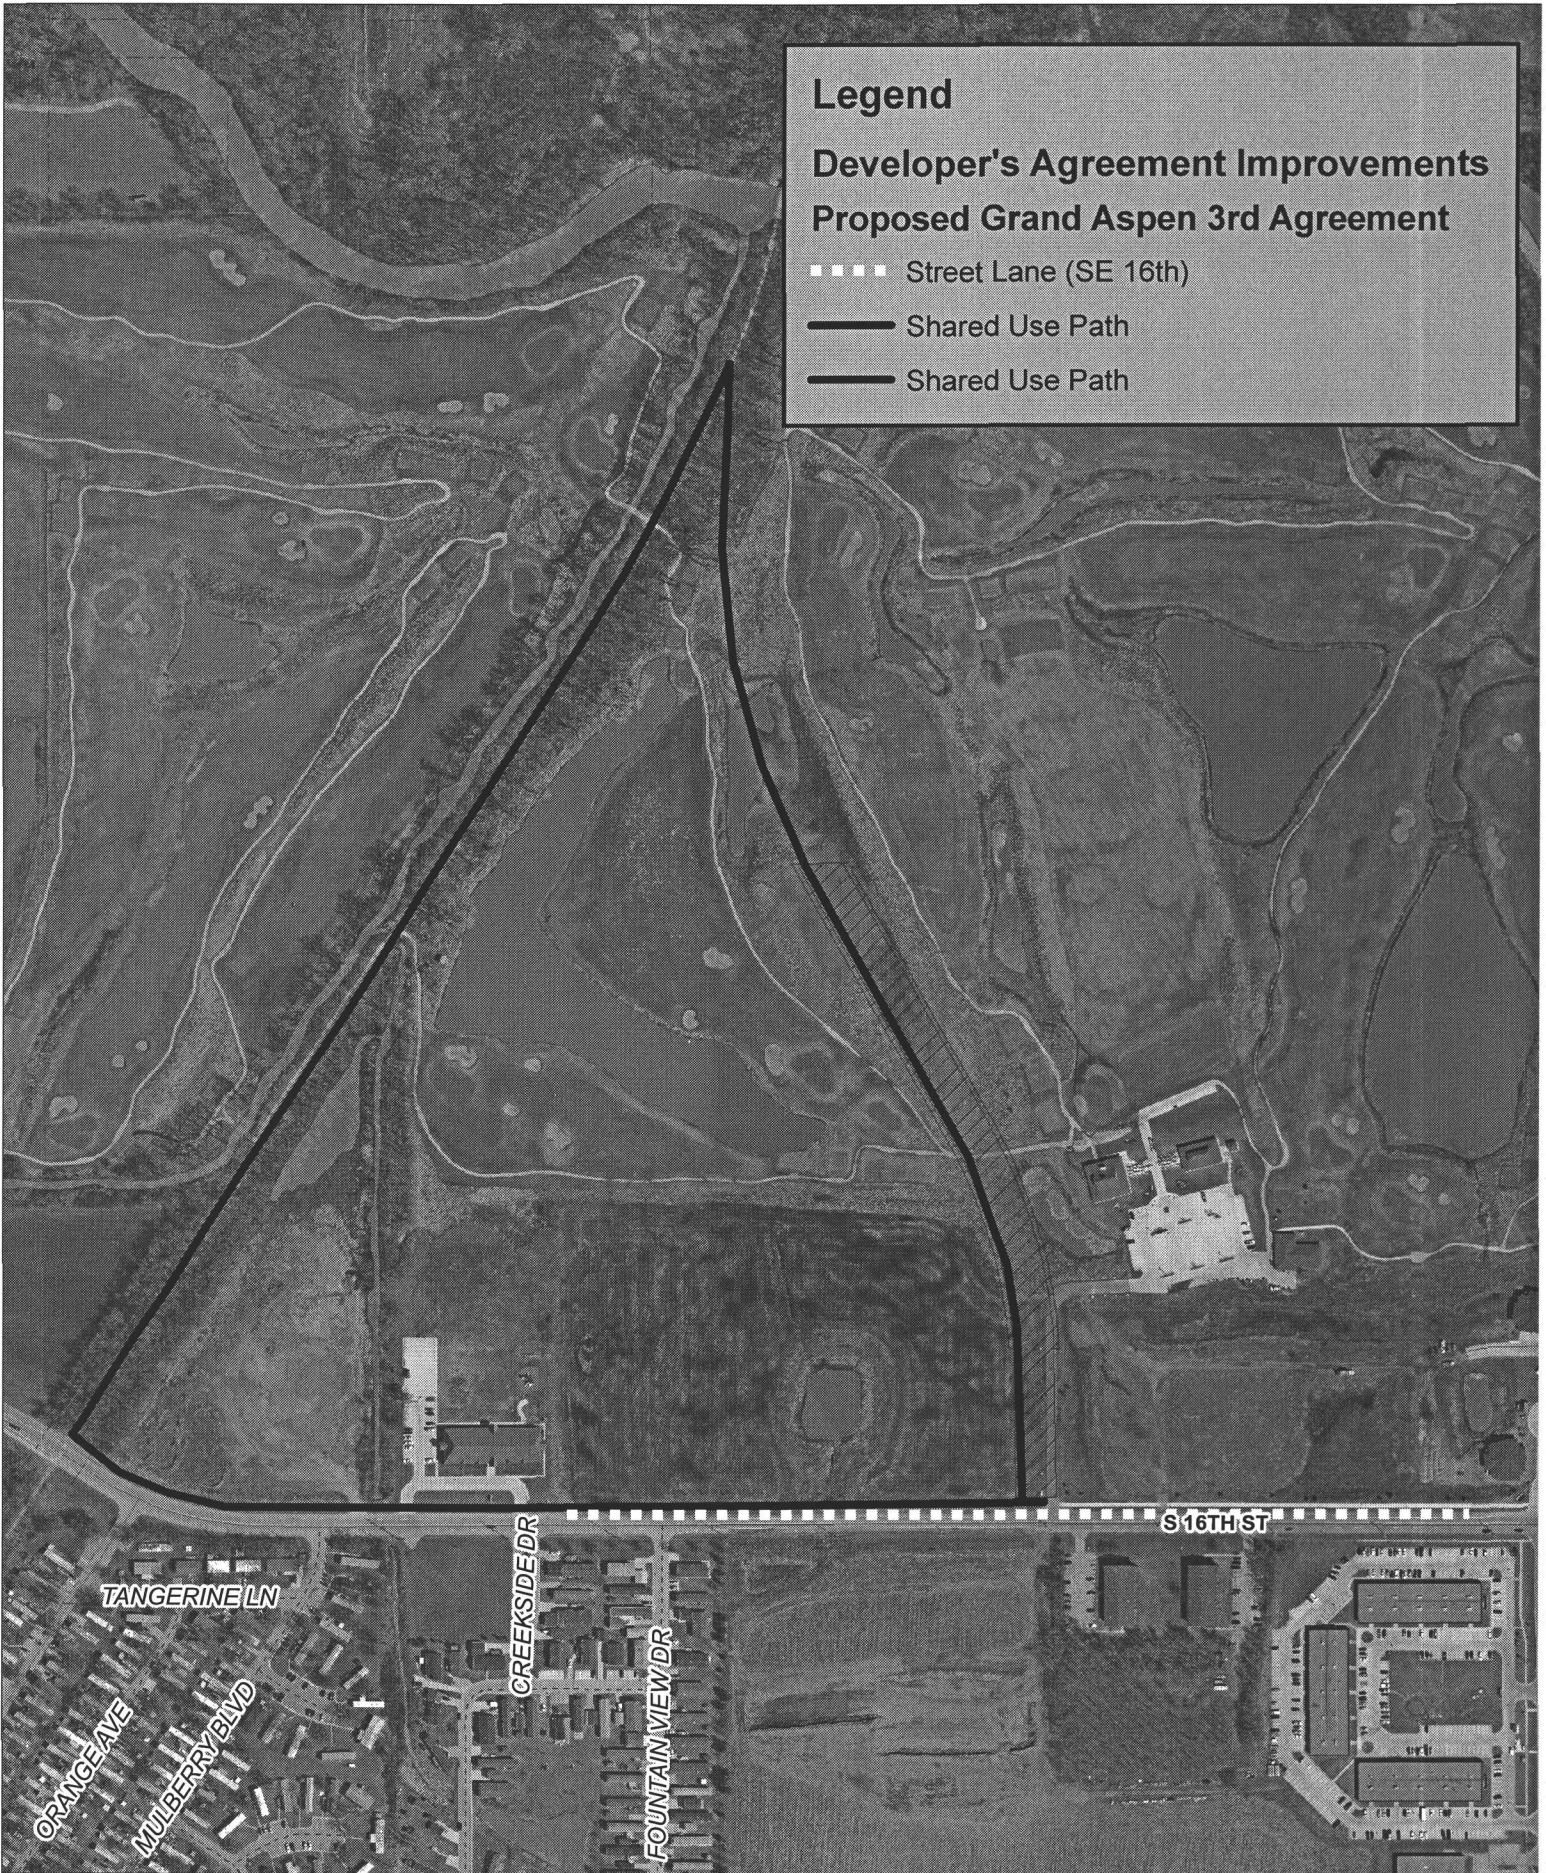 Legend
Developer's Agreement Improvements
Proposed Grand Aspen 3rd Agreement
Street Lane (SE 16th)
Shared Use Path
Shared Use Path
S 16TH ST
CREEKSIDE DR
TANGERINE LN
FOUNTAIN VIEW DR
ORANGE AVE
MULBERRY BLVD